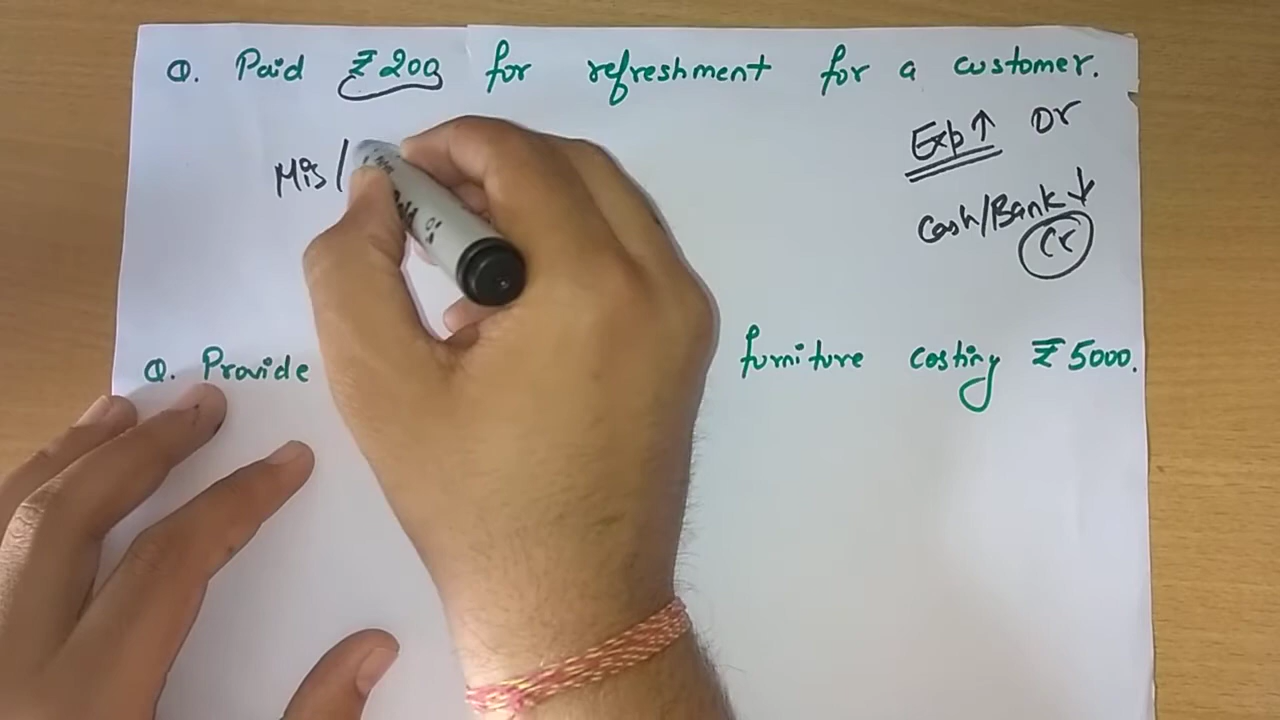 Q. Paid ₹200 for refreshment for a customer.
Exp↑ Dr
Mis/
Cash/Bank↓
Cr
Q. Provide furniture costing ₹5000.